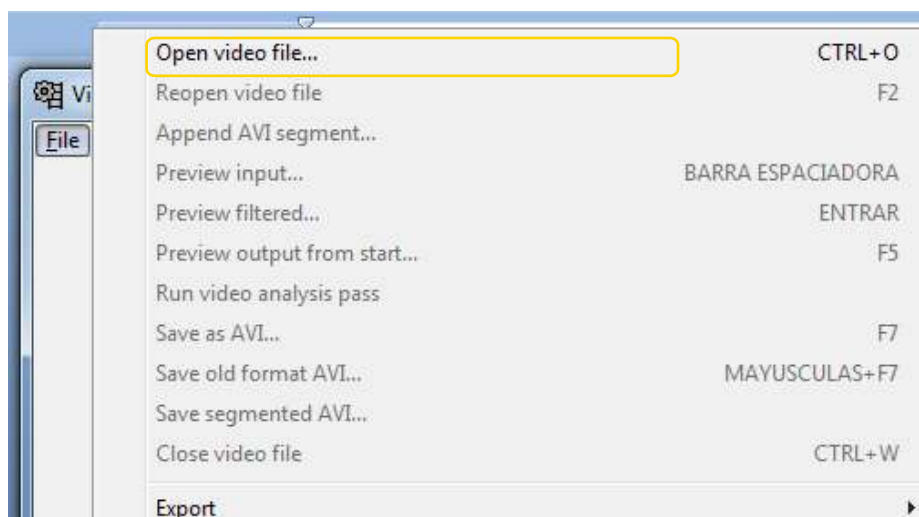 Open video file... CTRL+O
Vi
Reopen video file F2
File
Append AVI segment...
Preview input... BARRA ESPACIADORA
Preview filtered... ENTRAR
Preview output from start... F5
Run video analysis pass
Save as AVI... F7
Save old format AVI... MAYUSCULAS+F7
Save segmented AVI...
Close video file CTRL+W
Export